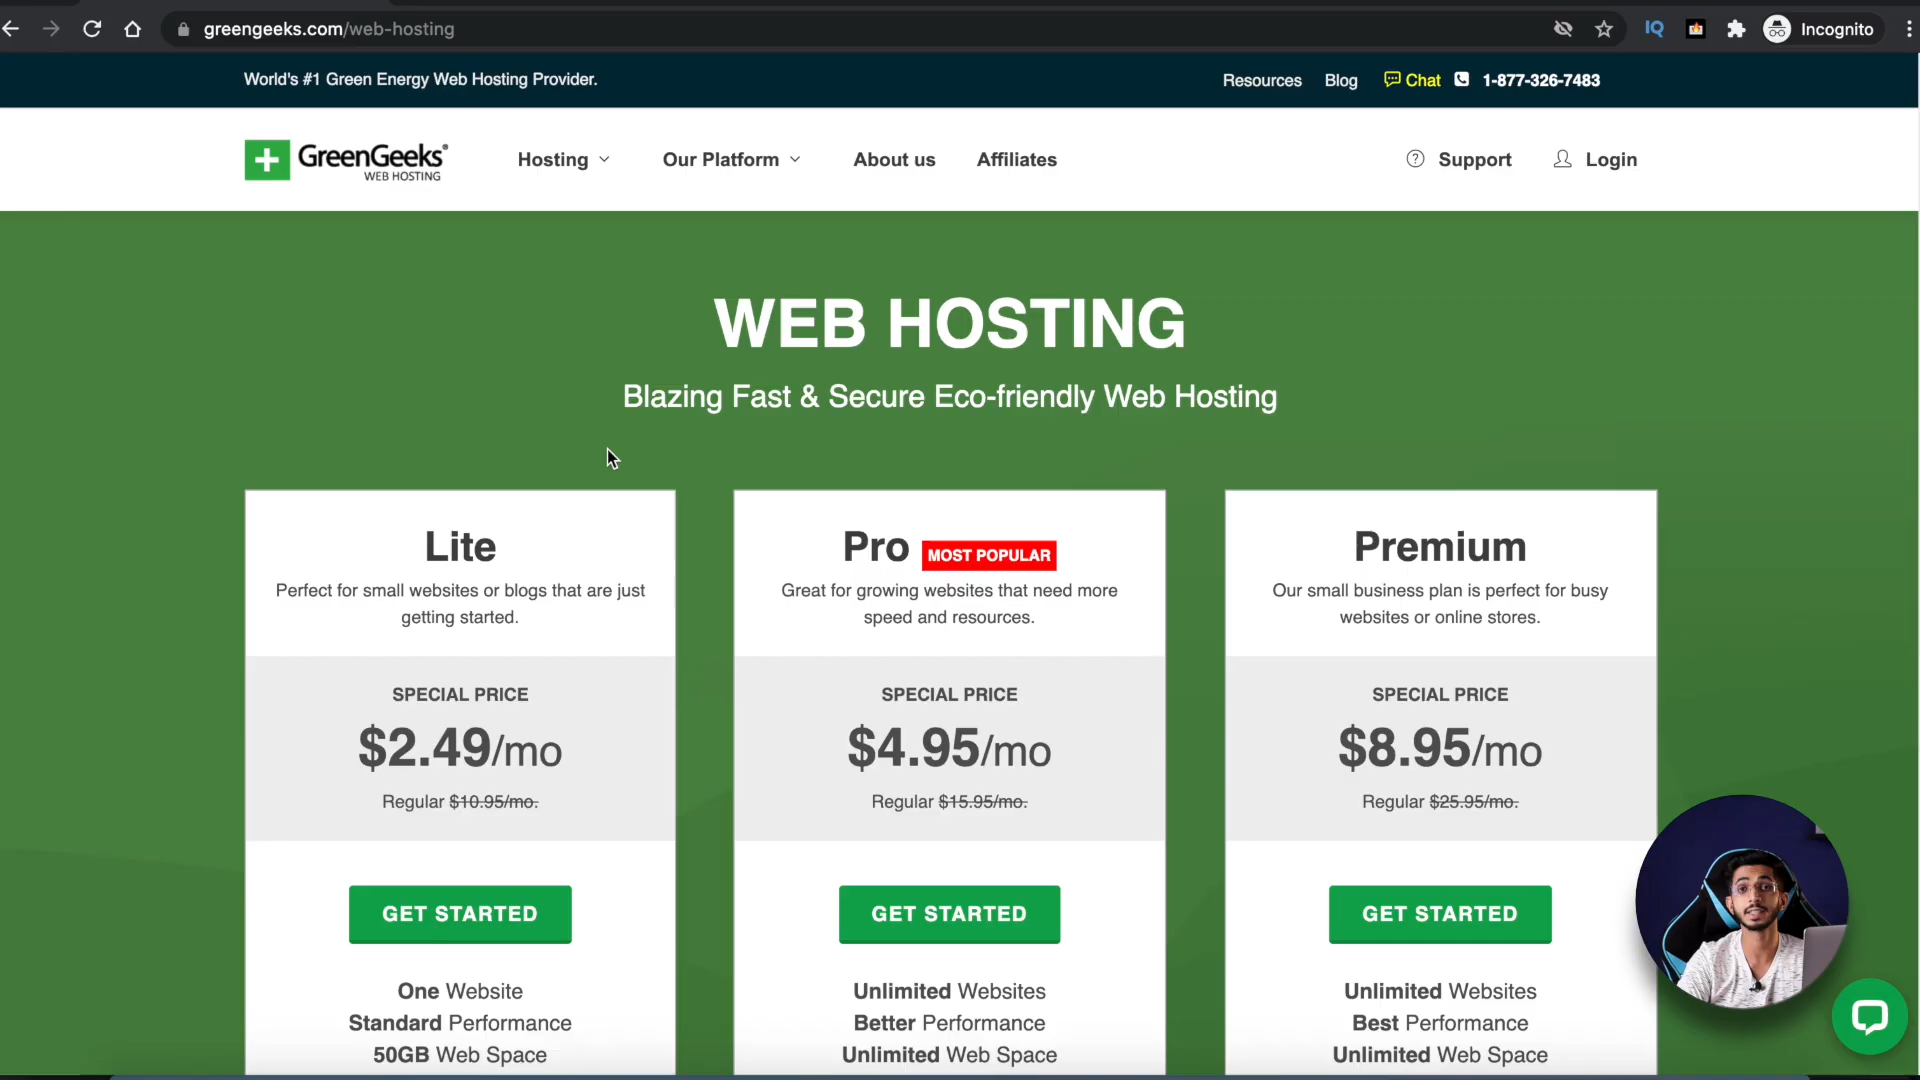 greengeeks.com/web-hosting
IQ
Incognito
World's #1 Green Energy Web Hosting Provider.
Resources Blog Chat 1-877-326-7483
GreenGeeks®
WEB HOSTING
Hosting Our Platform About us Affiliates Support Login
WEB HOSTING
Blazing Fast & Secure Eco-friendly Web Hosting
Lite
Perfect for small websites or blogs that are just
getting started.
SPECIAL PRICE
$2.49/mo
Regular $10.95/mo.
GET STARTED
One Website
Standard Performance
50GB Web Space
Pro MOST POPULAR
Great for growing websites that need more
speed and resources.
SPECIAL PRICE
$4.95/mo
Regular $15.95/mo.
GET STARTED
Unlimited Websites
Better Performance
Unlimited Web Space
Premium
Our small business plan is perfect for busy
websites or online stores.
SPECIAL PRICE
$8.95/mo
Regular $25.95/mo.
GET STARTED
Unlimited Websites
Best Performance
Unlimited Web Space